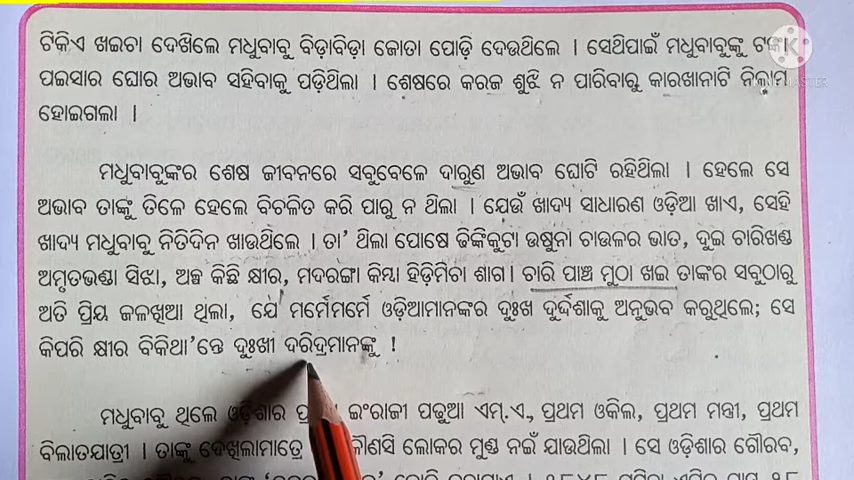 ଟିକିଏ ଖଇଚା ଦେଖିଲେ ମଧୁବାବୁ ବିଡ଼ାବିଡ଼ା ଜୋତା ପୋଡ଼ି ଦେଉଥିଲେ । ସେଥିପାଇଁ ମଧୁବାବୁଙ୍କୁ ଟଙ୍କା
ପଇସାର ଘୋର ଅଭାବ ସହିବାକୁ ପଡ଼ିଥିଲା । ଶେଷରେ କରଜ ଶୁଝି ନ ପାରିବାରୁ କାରଖାନାଟି ନିଲାମ
ହୋଇଗଲା ।
ମଧୁବାବୁଙ୍କର ଶେଷ ଜୀବନରେ ସବୁବେଳେ ଦାରୁଣ ଅଭାବ ଘୋଟି ରହିଥିଲା । ହେଲେ ସେ
ଅଭାବ ତାଙ୍କୁ ତିଳେ ହେଲେ ବିଚଳିତ କରି ପାରୁ ନ ଥିଲା । ଯେଉଁ ଖାଦ୍ୟ ସାଧାରଣ ଓଡ଼ିଆ ଖାଏ, ସେହି
ଖାଦ୍ୟ ମଧୁବାବୁ ନିତିଦିନ ଖାଉଥିଲେ । ତା’ ଥିଲା ପୋଷେ ଢିଙ୍କିକୁଟା ଉଷୁନା ଚାଉଳର ଭାତ, ଦୁଇ ଚାରିଖଣ୍ଡ
ଅମୃତଭଣ୍ଡା ସିଝା, ଅଳ୍ପ କିଛି କ୍ଷୀର, ମଦରଙ୍ଗା କିମ୍ବା ହିଡ଼ିମିଚା ଶାଗ। ଚାରି ପାଞ୍ଚ ମୁଠା ଖଇ ତାଙ୍କର ସବୁଠାରୁ
ଅତି ପ୍ରିୟ ଜଳଖିଆ ଥିଲା, ଯେ ମର୍ମେମର୍ମେ ଓଡ଼ିଆମାନଙ୍କର ଦୁଃଖ ଦୁର୍ଦ୍ଦଶାକୁ ଅନୁଭବ କରୁଥିଲେ; ସେ
କିପରି କ୍ଷୀର ବିକିଥା’ନ୍ତେ ଦୁଃଖୀ ଦରିଦ୍ରମାନଙ୍କୁ !
ମଧୁବାବୁ ଥିଲେ ଓଡ଼ିଶାର ଇଂରାଜୀ ପଢୁଆ ଏମ୍.ଏ., ପ୍ରଥମ ଓକିଲ, ପ୍ରଥମ ମନ୍ତ୍ରୀ, ପ୍ରଥମ
ବିଲାତଯାତ୍ରୀ । ତାଙ୍କୁ ଦେଖିଲାମାତ୍ରେ କୌଣସି ଲୋକର ମୁଣ୍ଡ ନଇଁ ଯାଉଥିଲା । ସେ ଓଡ଼ିଶାର ଗୌରବ,